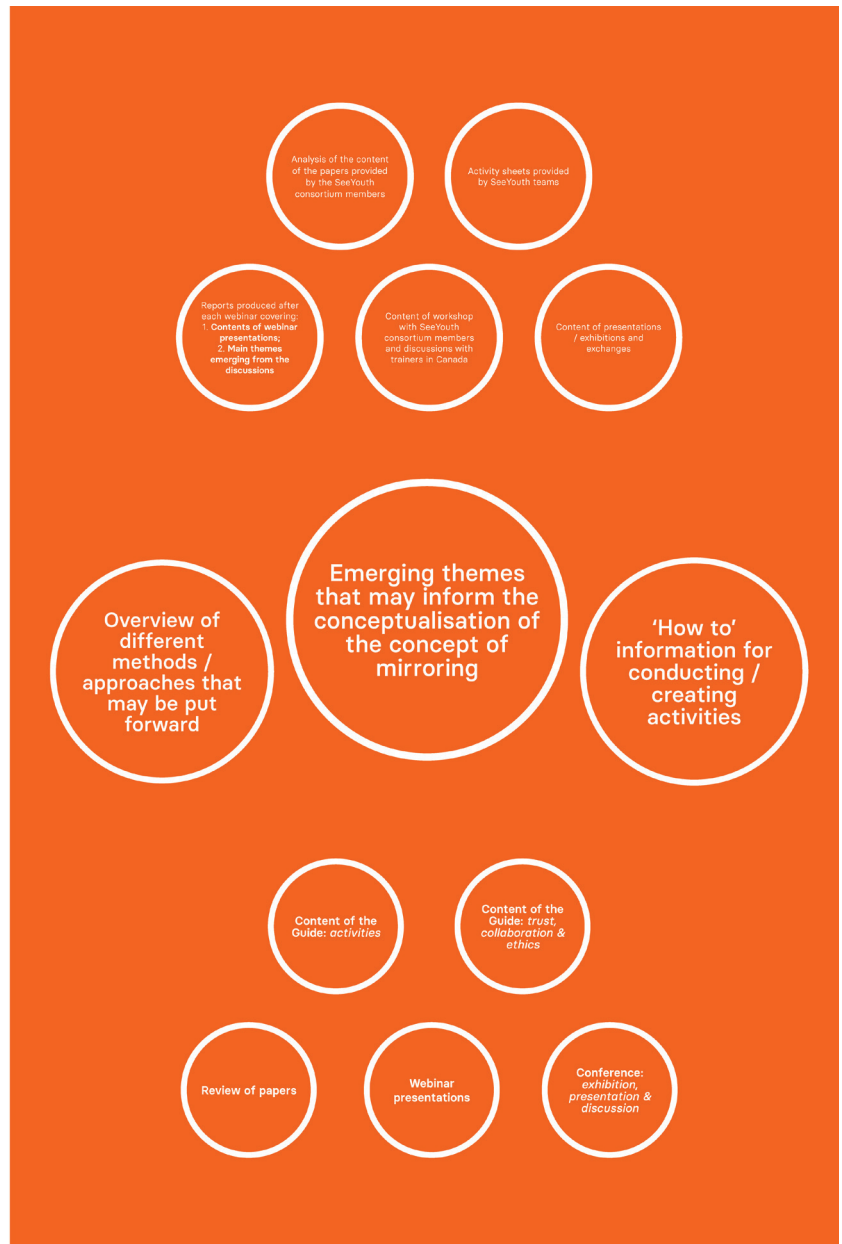 Analysis of the content
of the papers provided
by the SeeYouth
consortium members
Activity sheets provided
by SeeYouth teams
Reports produced after
each webinar covering:
1. Contents of webinar
presentations;
2. Main themes
emerging from the
discussions
Content of workshop
with SeeYouth
consortium members
and discussions with
trainers in Canada
Content of presentations
/ exhibitions and
exchanges
Overview of
different
methods /
approaches that
may be put
forward
Emerging themes
that may inform the
conceptualisation of
the concept of
mirroring
‘How to’
information for
conducting /
creating
activities
Content of the
Guide: activities
Content of the
Guide: trust,
collaboration &
ethics
Review of papers
Webinar
presentations
Conference:
exhibition,
presentation &
discussion